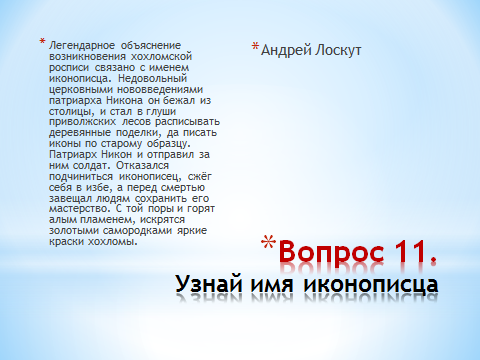 * Легендарное объяснение
возникновения хохломской
росписи связано с именем
иконописца. Недовольный
церковными нововведениями
патриарха Никона он бежал из
столицы, и стал в глуши
приволжских лесов расписывать
деревянные поделки, да писать
иконы по старому образцу.
Патриарх Никон и отправил за
ним солдат. Отказался
подчиниться иконописец, сжёг
себя в избе, а перед смертью
завещал людям сохранить его
мастерство. С той поры и горят
алым пламенем, искрятся
золотыми самородками яркие
краски хохломы.
* Андрей Лоскут
* Вопрос 11.
Узнай имя иконописца